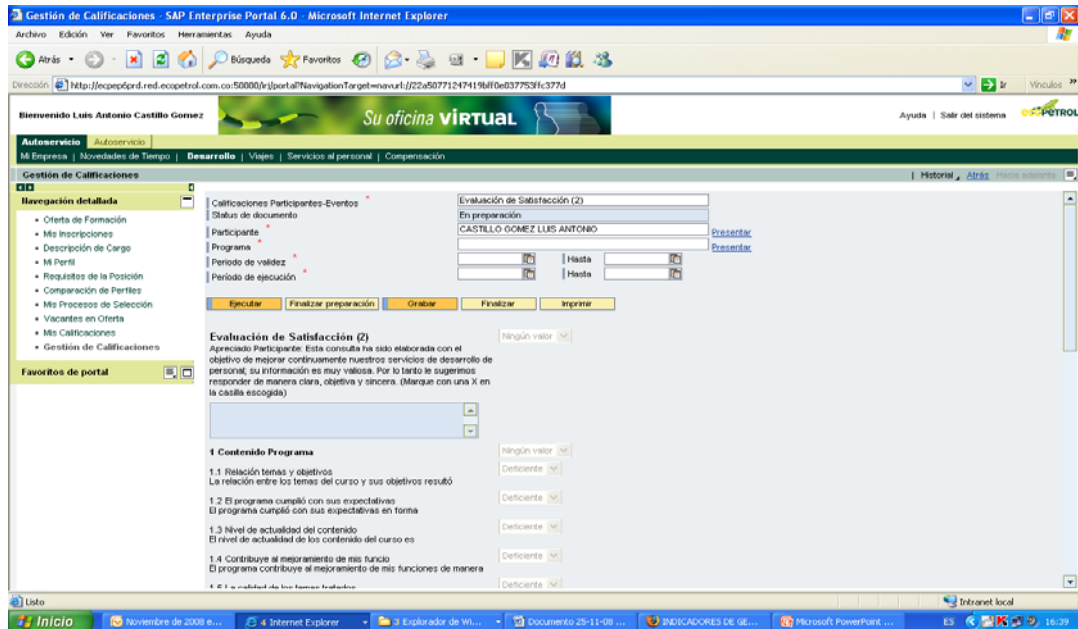 Gestión de Calificaciones - SAP Enterprise Portal 6.0 - Microsoft Internet Explorer
Archivo Edición Ver Favoritos Herramientas Ayuda
Atrás Búsqueda Favoritos
Dirección http://ecpep6prd.red.ecopetrol.com.co:50000/irj/portal?NavigationTarget=navurl://22a50771247419bff0e037753ffc377d Ir Vínculos »
Bienvenido Luis Antonio Castillo Gomez Su oficina VIRTUAL Ayuda | Salir del sistema ecoPETROL
Autoservicio Autoservicio
Mi Empresa | Novedades de Tiempo | Desarrollo | Viajes | Servicios al personal | Compensación
Gestión de Calificaciones | Historial Atrás Hacia adelante
Navegación detallada
Oferta de Formación
Mis Inscripciones
Descripción de Cargo
Mi Perfil
Requisitos de la Posición
Comparación de Perfiles
Mis Procesos de Selección
Vacantes en Oferta
Mis Calificaciones
Gestión de Calificaciones
Favoritos de portal
Calificaciones Participantes-Eventos * Evaluación de Satisfacción (2)
Status de documento En preparación
Participante * CASTILLO GOMEZ LUIS ANTONIO Presentar
Programa * Presentar
Periodo de validez * Hasta
Período de ejecución * Hasta
Ejecutar Finalizar preparación Grabar Finalizar Imprimir
Evaluación de Satisfacción (2) Ningún valor
Apreciado Participante: Esta consulta ha sido elaborada con el
objetivo de mejorar continuamente nuestros servicios de desarrollo de
personal; su información es muy valiosa. Por lo tanto le sugerimos
responder de manera clara, objetiva y sincera. (Marque con una X en
la casilla escogida)
1 Contenido Programa Ningún valor
1.1 Relación temas y objetivos Deficiente
La relación entre los temas del curso y sus objetivos resultó
1.2 El programa cumplió con sus expectativas Deficiente
El programa cumplió con sus expectativas en forma
1.3 Nivel de actualidad del contenido Deficiente
El nivel de actualidad de los contenido del curso es
1.4 Contribuye al mejoramiento de mis funcio Deficiente
El programa contribuye al mejoramiento de mis funciones de manera
1.5 La calidad de los temas tratados Deficiente
Listo Intranet local
Inicio Noviembre de 2008 e... 4 Internet Explorer 3 Explorador de Wi... Documento 25-11-08 ... INDICADORES DE GE... Microsoft PowerPoint ... ES 16:39